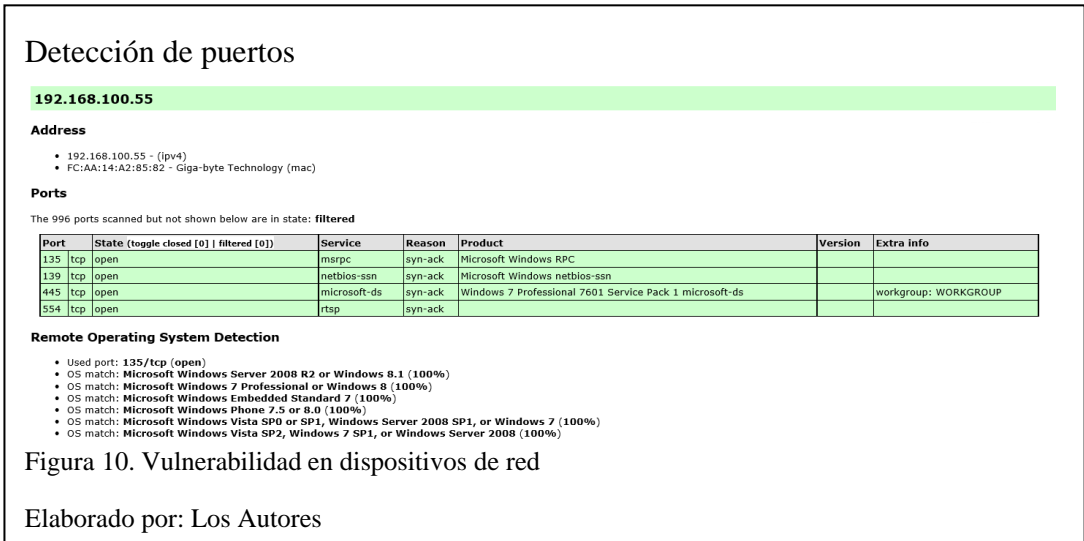 Detección de puertos
192.168.100.55
Address
• 192.168.100.55 - (ipv4)
• FC:AA:14:A2:85:82 - Giga-byte Technology (mac)
Ports
The 996 ports scanned but not shown below are in state: filtered
Port State (toggle closed [0] | filtered [0]) Service Reason Product Version Extra info
135 tcp open msrpc syn-ack Microsoft Windows RPC
139 tcp open netbios-ssn syn-ack Microsoft Windows netbios-ssn
445 tcp open microsoft-ds syn-ack Windows 7 Professional 7601 Service Pack 1 microsoft-ds workgroup: WORKGROUP
554 tcp open rtsp syn-ack
Remote Operating System Detection
• Used port: 135/tcp (open)
• OS match: Microsoft Windows Server 2008 R2 or Windows 8.1 (100%)
• OS match: Microsoft Windows 7 Professional or Windows 8 (100%)
• OS match: Microsoft Windows Embedded Standard 7 (100%)
• OS match: Microsoft Windows Phone 7.5 or 8.0 (100%)
• OS match: Microsoft Windows Vista SP0 or SP1, Windows Server 2008 SP1, or Windows 7 (100%)
• OS match: Microsoft Windows Vista SP2, Windows 7 SP1, or Windows Server 2008 (100%)
Figura 10. Vulnerabilidad en dispositivos de red
Elaborado por: Los Autores